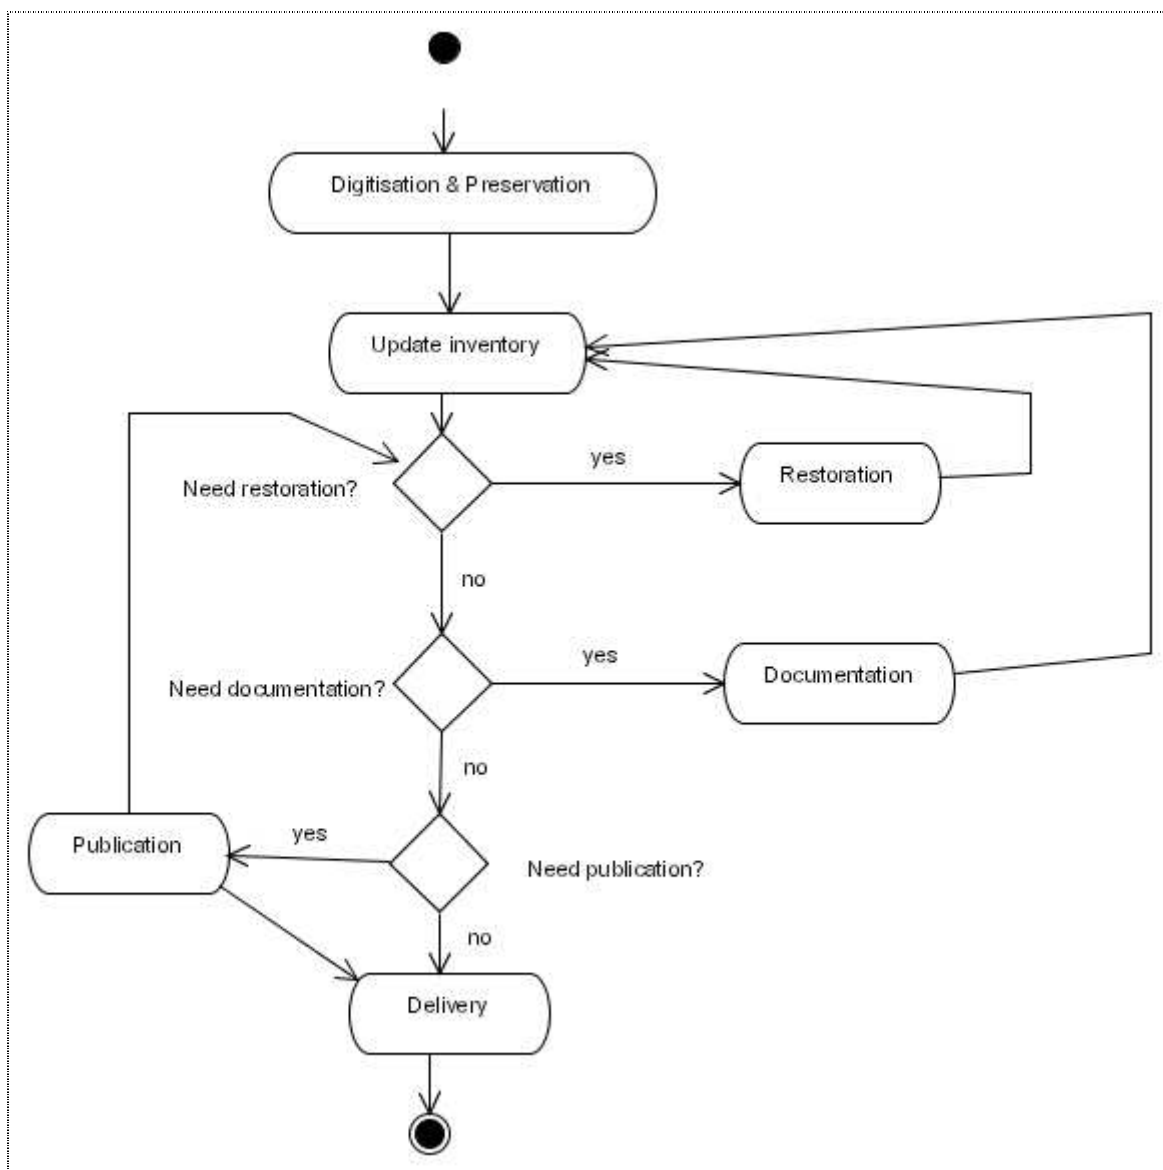 Digitisation & Preservation
Update inventory
yes
Restoration
Need restoration?
no
yes
Documentation
Need documentation?
no
yes
Publication
Need publication?
no
Delivery